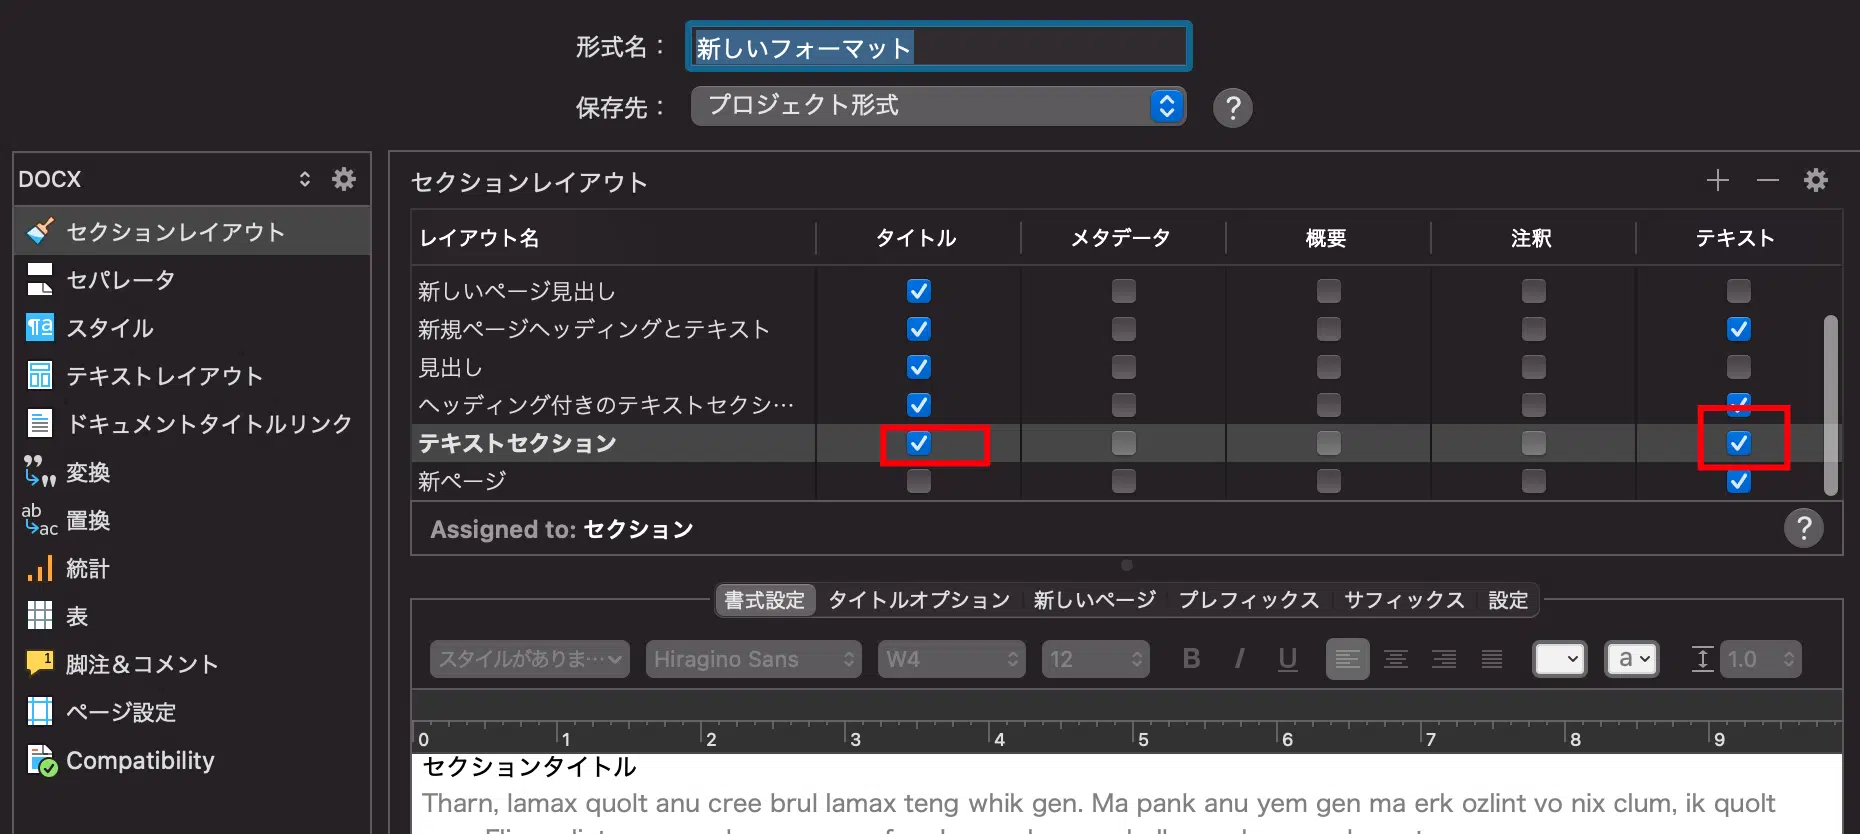 形式名：
新しいフォーマット
保存先：
プロジェクト形式
?
DOCX
セクションレイアウト
セパレータ
スタイル
テキストレイアウト
ドキュメントタイトルリンク
変換
ab
ac
置換
統計
表
1
脚注＆コメント
ページ設定
Compatibility
セクションレイアウト
レイアウト名 タイトル メタデータ 概要 注釈 テキスト
新しいページ見出し
新規ページヘッディングとテキスト
見出し
ヘッディング付きのテキストセクシ…
テキストセクション
新ページ
Assigned to: セクション
?
書式設定 タイトルオプション 新しいページ プレフィックス サフィックス 設定
スタイルがありま… Hiragino Sans W4 12 B I U a 1.0
0 1 2 3 4 5 6 7 8 9
セクションタイトル
Tharn, lamax quolt anu cree brul lamax teng whik gen. Ma pank anu yem gen ma erk ozlint vo nix clum, ik quolt